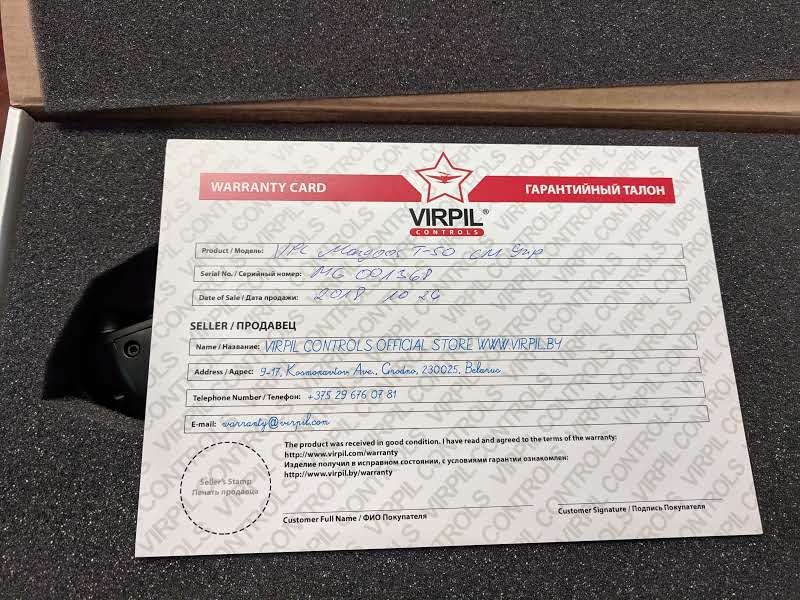 WARRANTY CARD
ГАРАНТИЙНЫЙ ТАЛОН
VIRPIL®
CONTROLS
Product / Модель: VPC MongoosT-50 CM Grip
Serial No. / Серийный номер: MG 001368
Date of Sale / Дата продажи: 2018 10 26
SELLER / ПРОДАВЕЦ
Name / Название: VIRPIL CONTROLS OFFICIAL STORE WWW.VIRPIL.BY
Address / Адрес: 9-17, Kosmonavtov Ave., Grodno, 230025, Belarus
Telephone Number / Телефон: +375 29 676 07 81
E-mail: warranty@virpil.com
The product was received in good condition. I have read and agreed to the terms of the warranty:
http://www.virpil.com/warranty
Изделие получил в исправном состоянии, с условиями гарантии ознакомлен:
http://www.virpil.by/warranty
Seller's Stamp
Печать продавца
Customer Full Name / ФИО Покупателя
Customer Signature / Подпись Покупателя